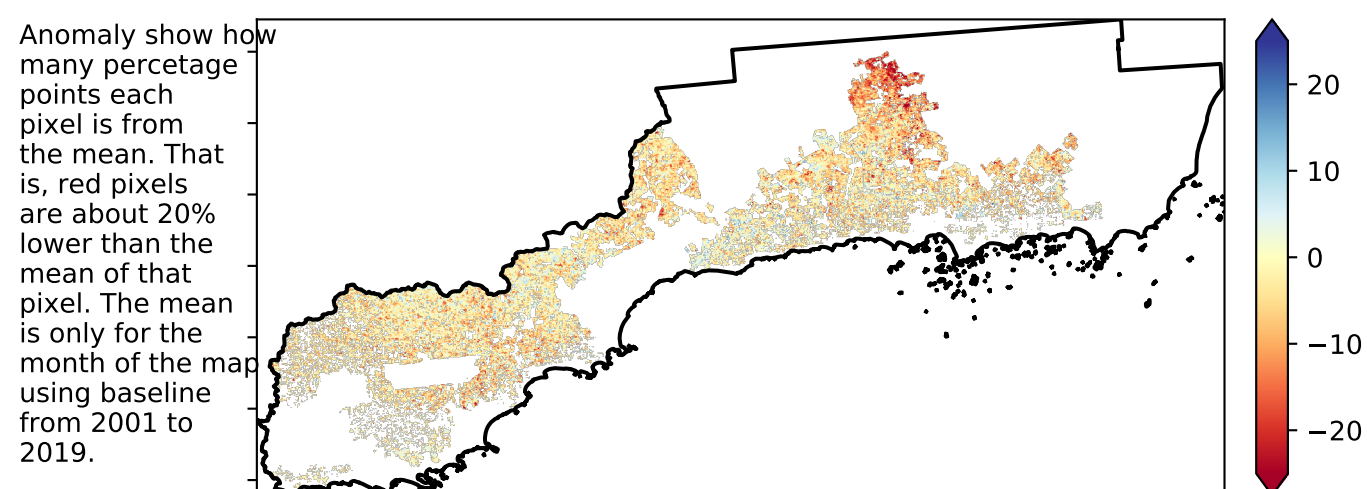 Anomaly show how
many percetage
points each
pixel is from
the mean. That
is, red pixels
are about 20%
lower than the
mean of that
pixel. The mean
is only for the
month of the map
using baseline
from 2001 to
2019.
20
10
0
−10
−20